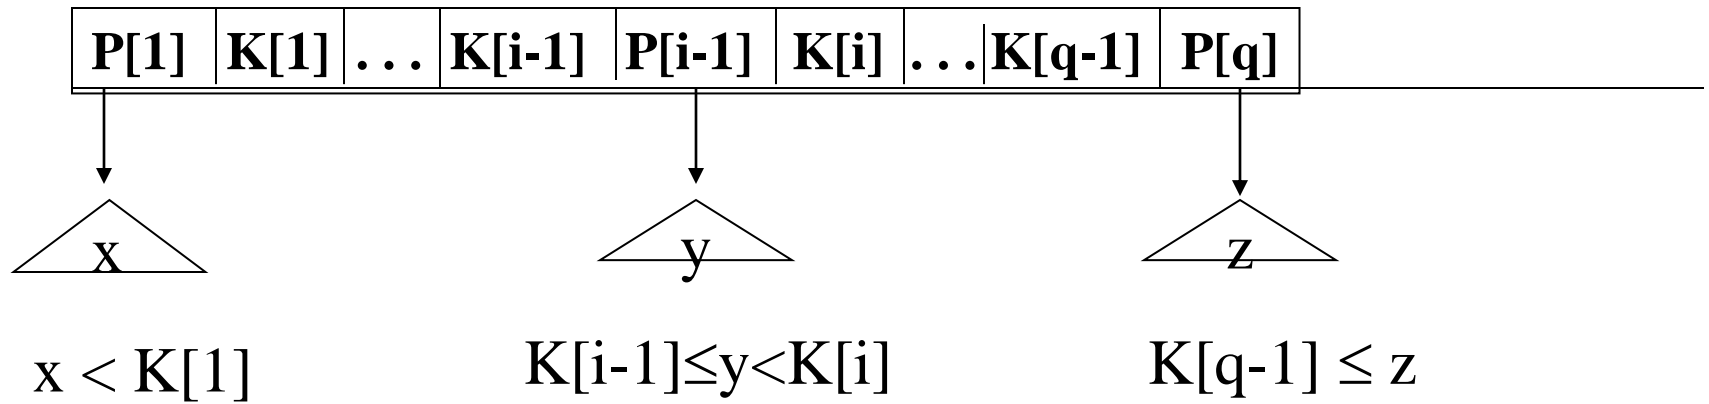 P[1] K[1] . . . K[i-1] P[i-1] K[i] . . . K[q-1] P[q]
x y z
x < K[1] K[i-1]≤y<K[i] K[q-1] ≤ z